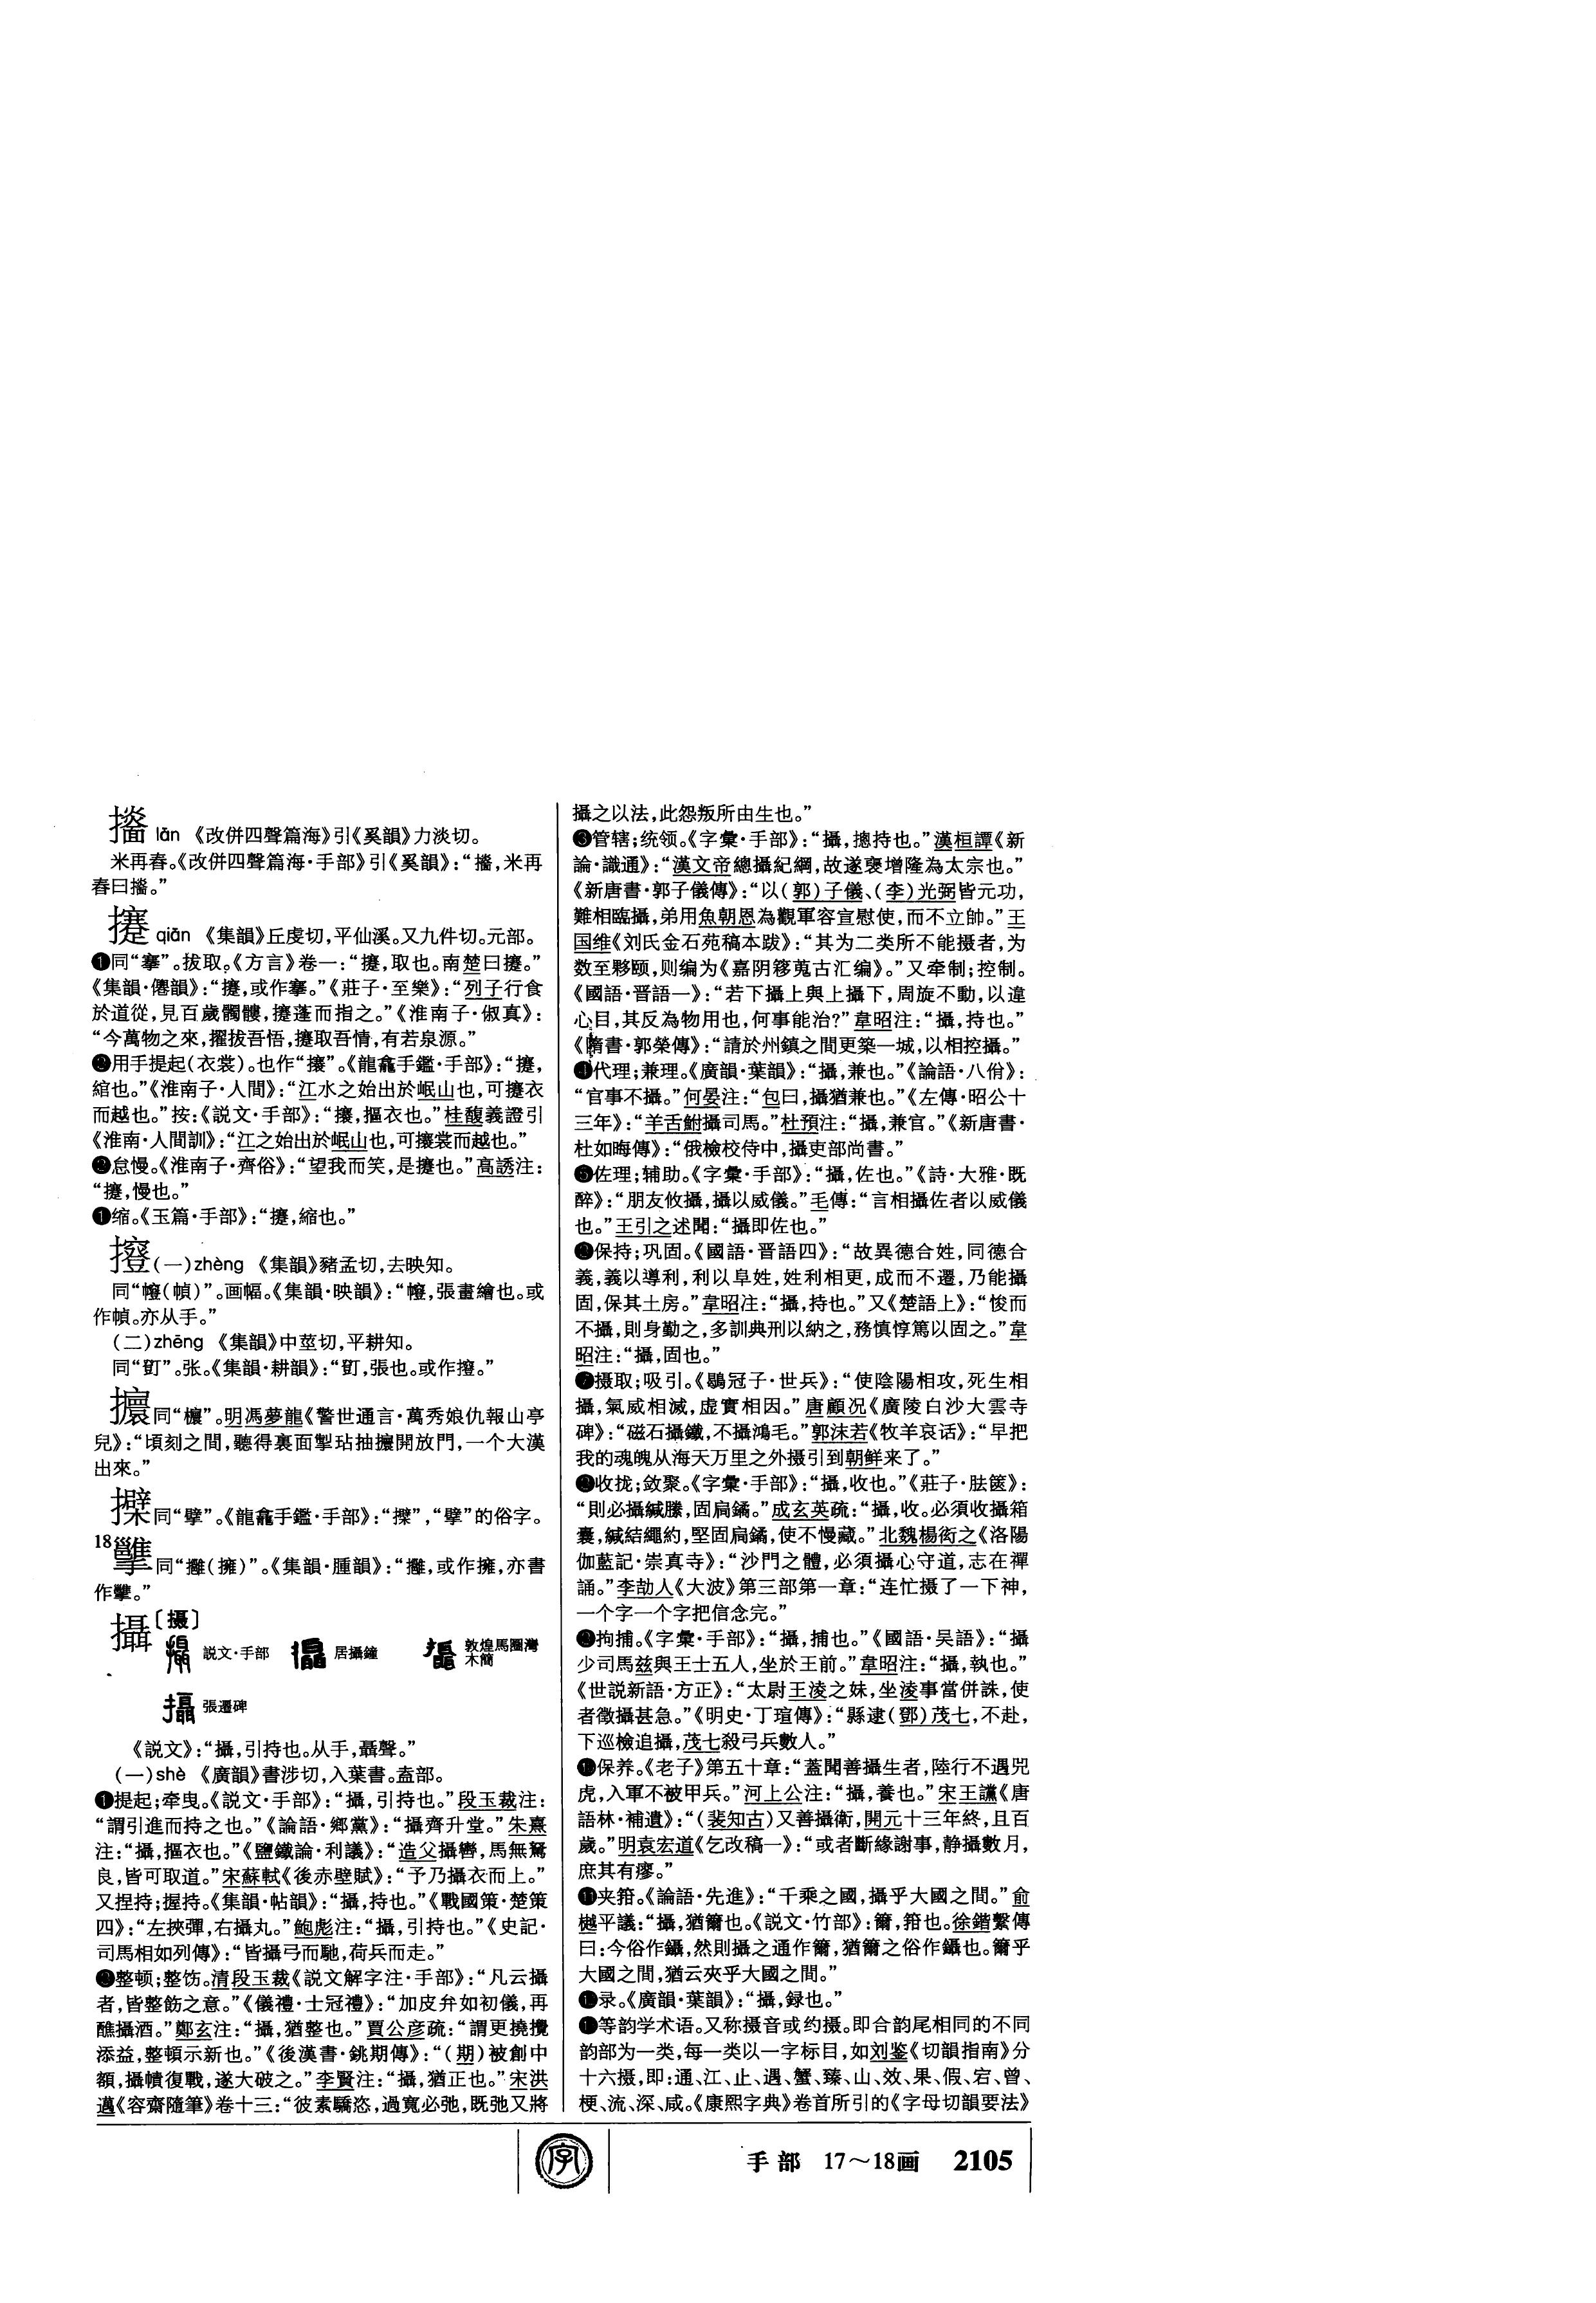 lǎn 《改併四聲篇海》引《奚韻》力淡切。
米再春。《改併四聲篇海·手部》引《奚韻》：“㩜，米再
春曰㩜。”
攓 qiān 《集韻》丘虔切，平仙溪。又九件切。元部。
❶同“搴”。拔取。《方言》卷一：“攓，取也。南楚曰攓。”
《集韻·僊韻》：“攓，或作搴。”《莊子·至樂》：“列子行食
於道從，見百歲髑髏，攓蓬而指之。”《淮南子·俶真》：
“今萬物之來，擢拔吾悟，攓取吾情，有若泉源。”
❷用手提起(衣裳)。也作“攐”。《龍龕手鑑·手部》：“攓，
綰也。”《淮南子·人間》：“江水之始出於岷山也，可攓衣
而越也。”按：《説文·手部》：“攐，摳衣也。”桂馥義證引
《淮南·人間訓》：“江之始出於岷山也，可攐裳而越也。”
怠慢。《淮南子·齊俗》：“望我而笑，是攓也。”高誘注：
“攓，慢也。”
缩。《玉篇·手部》：“攓，縮也。”
(一)zhèng 《集韻》豬孟切，去映知。
(幀)”。画幅。《集韻·映韻》：張畫繪也。或
作幀。亦从手。”
(二)zhēng 《集韻》中莖切，平耕知。
张。《集韻·耕韻》：張也。或作
明馮夢龍《警世通言·萬秀娘仇報山亭
兒》：“頃刻之間，聽得裏面掣玷抽攘開放門，一个大漢
出來。”
同“擘”。《龍龕手鑑·手部》：“擘”的俗字。
18
同“㩴(擁)”。《集韻·腫韻》：“㩴，或作擁，亦書
作
攝〔摄〕
説文·手部 居攝鐘 敦煌馬圈灣
木簡
張遷碑
《説文》：“攝，引持也。从手，聶聲。”
(一)shè 《廣韻》書涉切，入葉書。盍部。
❶提起；牵曳。《説文·手部》：“攝，引持也。”段玉裁注：
“謂引進而持之也。”《論語·鄉黨》：“攝齊升堂。”朱熹
注：“攝，摳衣也。”《鹽鐵論·利議》：“造父攝轡，馬無駑
良，皆可取道。”宋蘇軾《後赤壁賦》：“予乃攝衣而上。”
又捏持；握持。《集韻·帖韻》：“攝，持也。”《戰國策·楚策
四》：“左挾彈，右攝丸。”鮑彪注：“攝，引持也。”《史記·
司馬相如列傳》：“皆攝弓而馳，荷兵而走。”
❷整顿；整饬。清段玉裁《説文解字注·手部》：“凡云攝
者，皆整飭之意。”《儀禮·士冠禮》：“加皮弁如初儀，再
醮攝酒。”鄭玄注：“攝，猶整也。”賈公彦疏：“謂更撓攪
添益，整頓示新也。”《後漢書·銚期傳》：“(期)被創中
額，攝幘復戰，遂大破之。”李賢注：“攝，猶正也。”宋洪
邁《容齋隨筆》卷十三：“彼素驕恣，過寬必弛，既弛又將
攝之以法，此怨叛所由生也。”
❸管辖；统领。《字彙·手部》：“攝，摠持也。”漢桓譚《新
論·識通》：“漢文帝總攝紀綱，故遂襃增隆為太宗也。”
《新唐書·郭子儀傳》：“以(郭)子儀、(李)光弼皆元功，
難相臨攝，弟用魚朝恩為觀軍容宣慰使，而不立帥。”王
国维《刘氏金石苑稿本跋》：“其为二类所不能摄者，为
数至夥颐，则编为《嘉阴簃蒐古汇编》。”又牵制；控制。
《國語·晋語一》：“若下攝上與上攝下，周旋不動，以違
心目，其反為物用也，何事能治？”韋昭注：“攝，持也。”
《隋書·郭榮傳》：“請於州鎮之間更築一城，以相控攝。”
❹代理；兼理。《廣韻·葉韻》：“攝，兼也。”《論語·八佾》：
“官事不攝。”何晏注：“包曰，攝猶兼也。”《左傳·昭公十
三年》：“羊舌鮒攝司馬。”杜預注：“攝，兼官。”《新唐書·
杜如晦傳》：“俄檢校侍中，攝吏部尚書。”
❺佐理；辅助。《字彙·手部》：“攝，佐也。”《詩·大雅·既
醉》：“朋友攸攝，攝以威儀。”毛傳：“言相攝佐者以威儀
也。”王引之述聞：“攝即佐也。”
保持；巩固。《國語·晋語四》：“故異德合姓，同德合
義，義以導利，利以阜姓，姓利相更，成而不遷，乃能攝
固，保其土房。”韋昭注：“攝，持也。”又《楚語上》：“悛而
不攝，則身勤之，多訓典刑以納之，務慎惇篤以固之。”韋
昭注：“攝，固也。”
❼摄取；吸引。《鶡冠子·世兵》：“使陰陽相攻，死生相
攝，氣威相滅，虚實相因。”唐顧況《廣陵白沙大雲寺
碑》：“磁石攝鐵，不攝鴻毛。”郭沫若《牧羊哀话》：“早把
我的魂魄从海天万里之外摄引到朝鲜来了。”
收拢；敛聚。《字彙·手部》：“攝，收也。”《莊子·胠篋》：
“則必攝緘縢，固扃鐍。”成玄英疏：“攝，收。必須收攝箱
囊，緘結繩約，堅固扃鐍，使不慢藏。”北魏楊衒之《洛陽
伽藍記·崇真寺》：“沙門之體，必須攝心守道，志在禪
誦。”李劼人《大波》第三部第一章：“连忙摄了一下神，
一个字一个字把信念完。”
拘捕。《字彙·手部》：“攝，捕也。”《國語·吴語》：“攝
少司馬兹與王士五人，坐於王前。”韋昭注：“攝，執也。”
《世説新語·方正》：“太尉王淩之妹，坐淩事當併誅，使
者徵攝甚急。”《明史·丁瑄傳》：“縣逮(鄧)茂七，不赴，
下巡檢追攝，茂七殺弓兵數人。”
保养。《老子》第五十章：“蓋聞善攝生者，陸行不遇兕
虎，入軍不被甲兵。”河上公注：“攝，養也。”宋王讜《唐
語林·補遺》：“(裴知古)又善攝衛，開元十三年終，且百
歲。”明袁宏道《乞改稿一》：“或者斷緣謝事，静攝數月，
庶其有瘳。”
夹箝。《論語·先進》：“千乘之國，攝乎大國之間。”俞
樾平議：“攝，猶籋也。《説文·竹部》：籋，箝也。徐鍇繫傳
曰：今俗作鑷，然則攝之通作籋，猶籋之俗作鑷也。籋乎
大國之間，猶云夾乎大國之間。”
录。《廣韻·葉韻》：“攝，録也。”
等韵学术语。又称摄音或约摄。即合韵尾相同的不同
韵部为一类，每一类以一字标目，如刘鉴《切韻指南》分
十六摄，即：通、江、止、遇、蟹、臻、山、效、果、假、宕、曾、
梗、流、深、咸。《康熙字典》卷首所引的《字母切韻要法》
字
手部 17～18画 2105